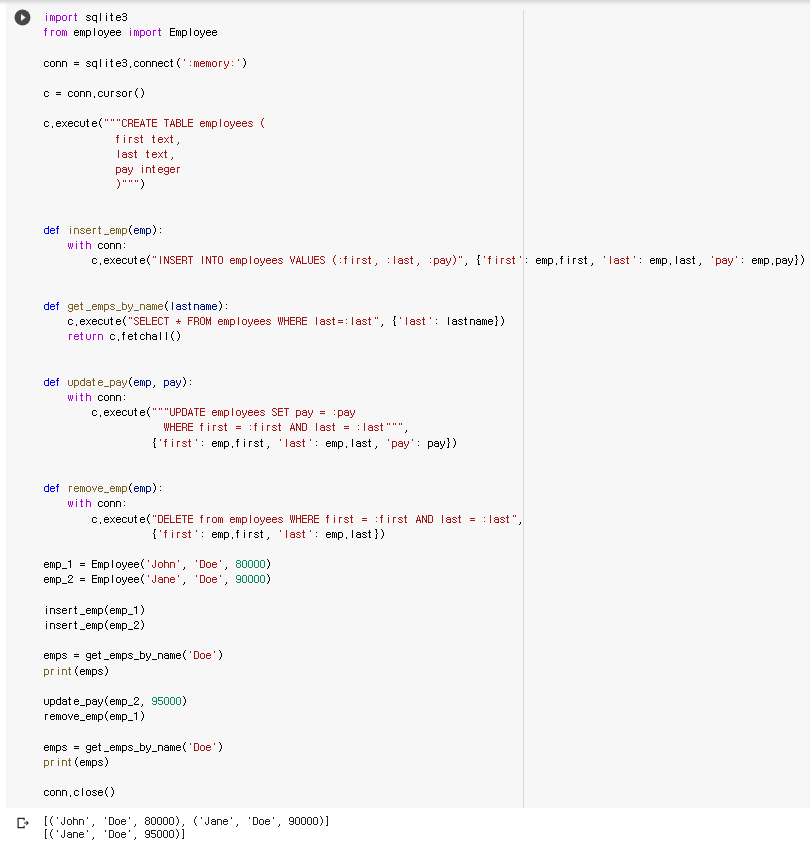 import sqlite3
from employee import Employee
conn = sqlite3.connect(':memory:')
c = conn.cursor()
c.execute("""CREATE TABLE employees (
            first text,
            last text,
            pay integer
            )""")
def insert_emp(emp):
    with conn:
        c.execute("INSERT INTO employees VALUES (:first, :last, :pay)", {'first': emp.first, 'last': emp.last, 'pay': emp.pay})
def get_emps_by_name(lastname):
    c.execute("SELECT * FROM employees WHERE last=:last", {'last': lastname})
    return c.fetchall()
def update_pay(emp, pay):
    with conn:
        c.execute("""UPDATE employees SET pay = :pay
                    WHERE first = :first AND last = :last""",
                  {'first': emp.first, 'last': emp.last, 'pay': pay})
def remove_emp(emp):
    with conn:
        c.execute("DELETE from employees WHERE first = :first AND last = :last",
                  {'first': emp.first, 'last': emp.last})
emp_1 = Employee('John', 'Doe', 80000)
emp_2 = Employee('Jane', 'Doe', 90000)
insert_emp(emp_1)
insert_emp(emp_2)
emps = get_emps_by_name('Doe')
print(emps)
update_pay(emp_2, 95000)
remove_emp(emp_1)
emps = get_emps_by_name('Doe')
print(emps)
conn.close()
[('John', 'Doe', 80000), ('Jane', 'Doe', 90000)]
[('Jane', 'Doe', 95000)]